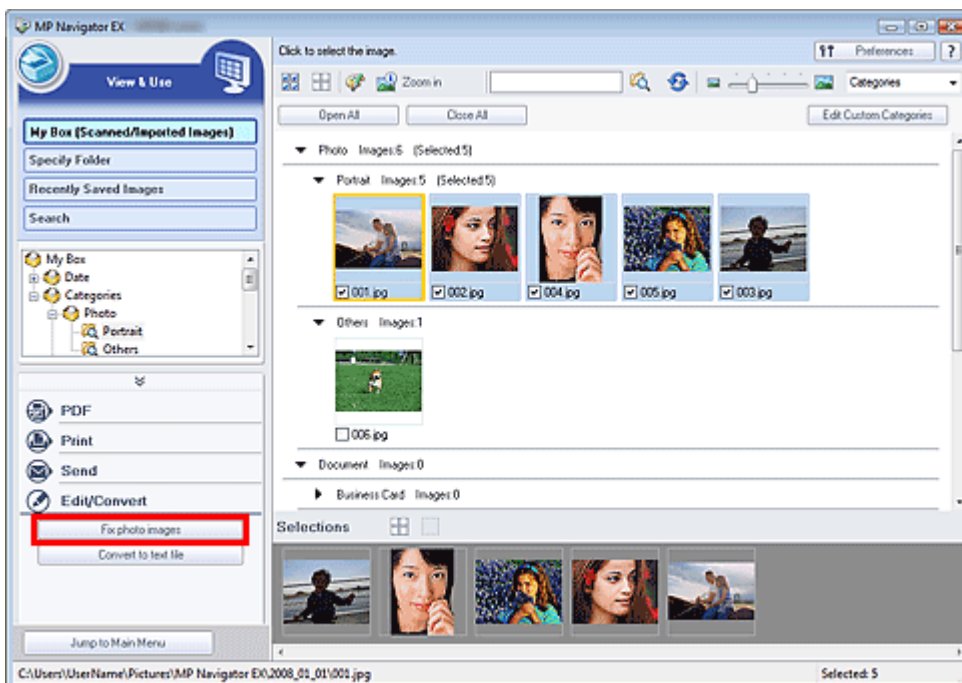 MP Navigator EX
View & Use
My Box (Scanned/Imported Images)
Specify Folder
Recently Saved Images
Search
My Box
Date
Categories
Photo
Portrait
Others
PDF
Print
Send
Edit/Convert
Fix photo images
Convert to text file
Jump to Main Menu
Click to select the image.
Preferences ?
Zoom in
Categories
Open All Close All Edit Custom Categories
Photo Images:6 (Selected:5)
Portrait Images:5 (Selected:5)
001.jpg 002.jpg 004.jpg 005.jpg 003.jpg
Others Images:1
006.jpg
Document Images:0
Business Card Images:0
Selections
C:\Users\UserName\Pictures\MP Navigator EX\2008_01_01\001.jpg Selected: 5